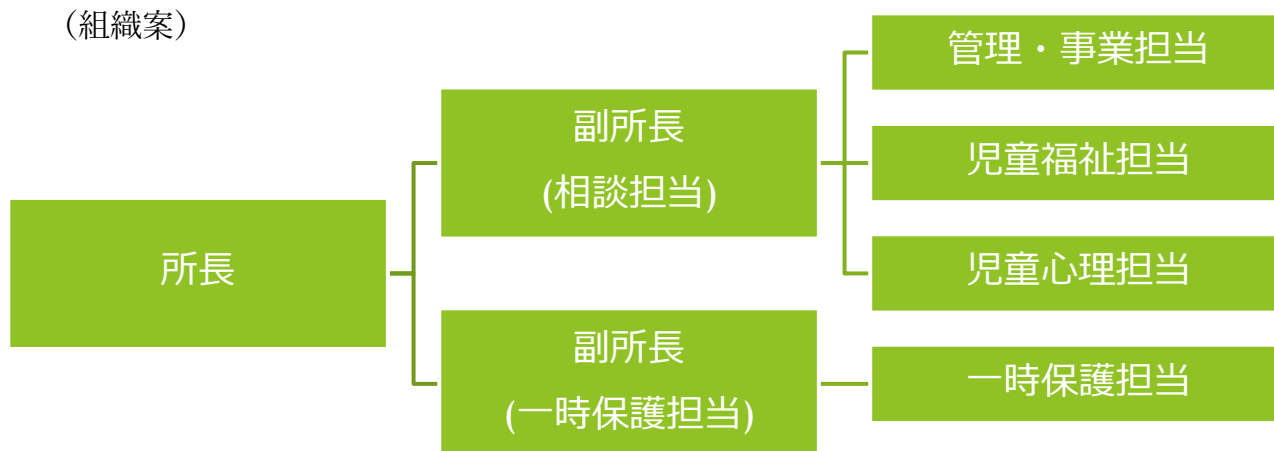 （組織案）
所長
副所長
(相談担当)
副所長
(一時保護担当)
管理・事業担当
児童福祉担当
児童心理担当
一時保護担当